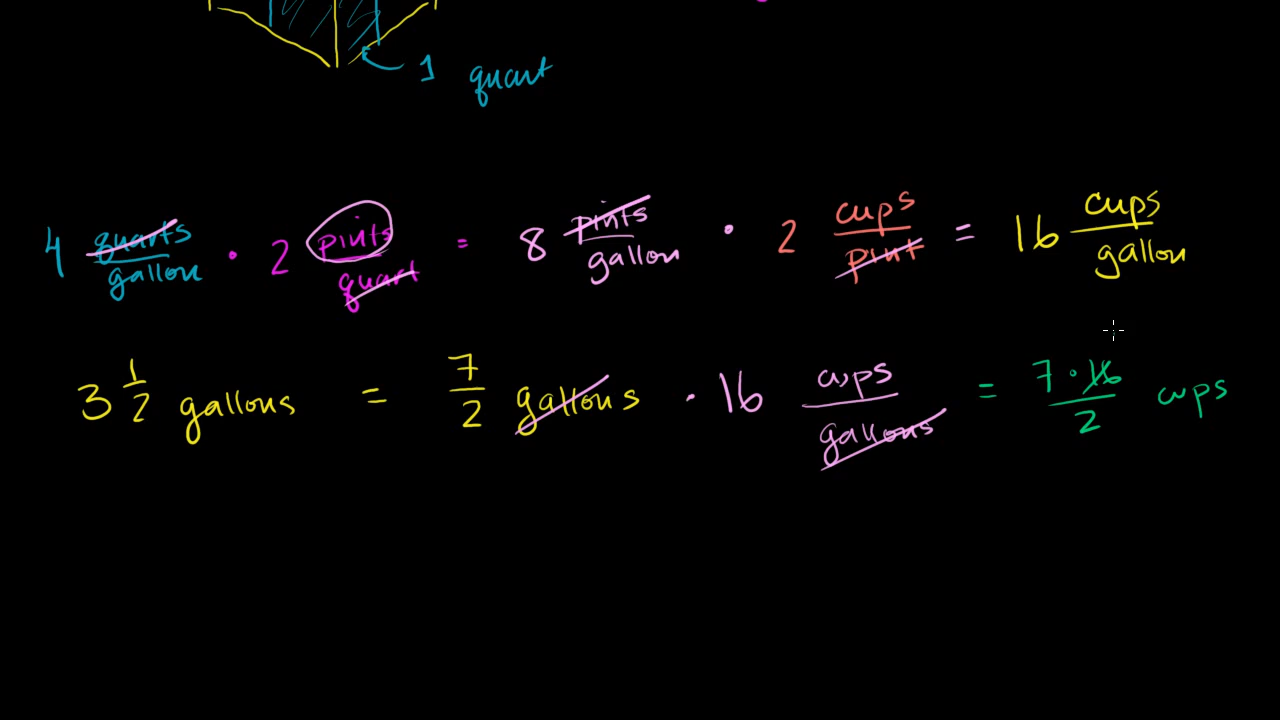 1 quart
4 quarts/gallon · 2 pints/quart = 8 pints/gallon · 2 cups/pint = 16 cups/gallon
3 1/2 gallons = 7/2 gallons · 16 cups/gallons = 7 · 16/2 cups